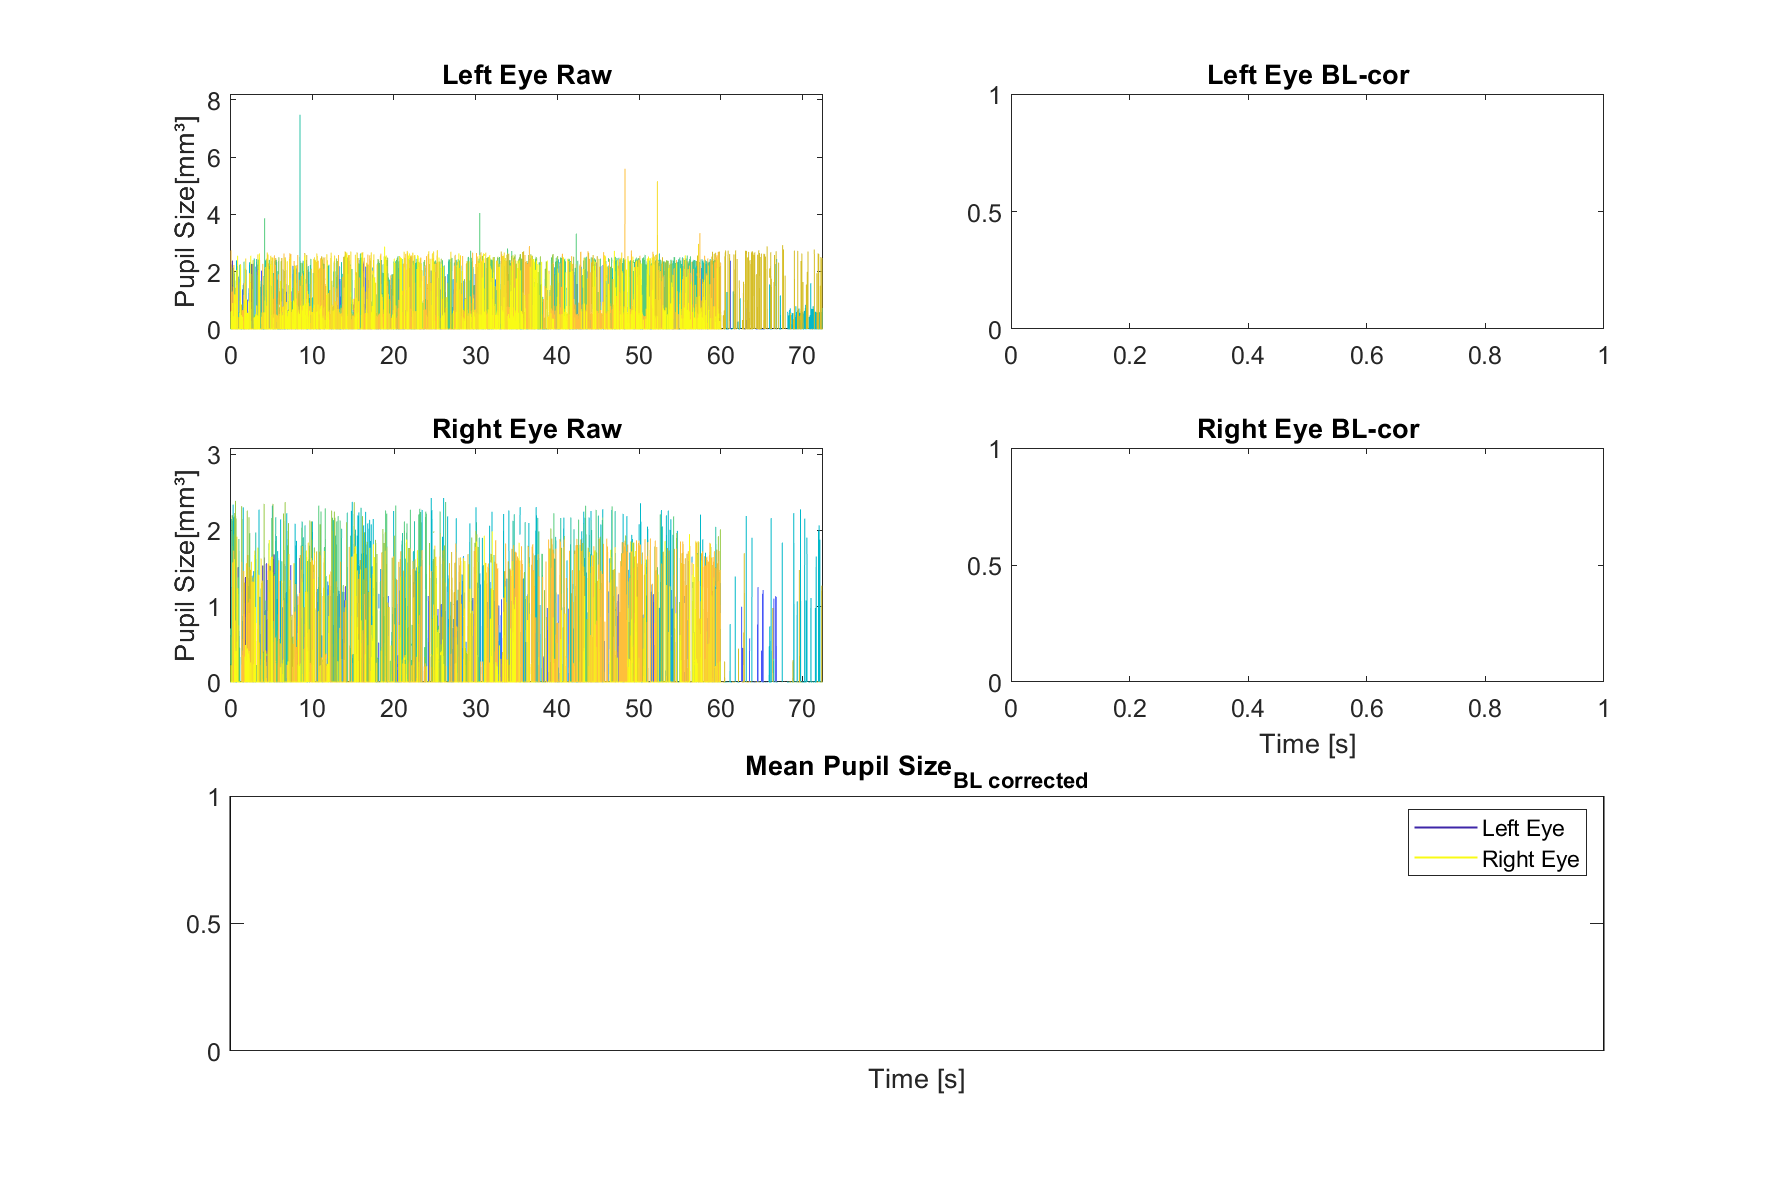 Left Eye Raw
Pupil Size[mm³]
8
6
4
2
0
0 10 20 30 40 50 60 70
Left Eye BL-cor
1
0.5
0
0 0.2 0.4 0.6 0.8 1
Right Eye Raw
Pupil Size[mm³]
3
2
1
0
0 10 20 30 40 50 60 70
Right Eye BL-cor
1
0.5
0
0 0.2 0.4 0.6 0.8 1
Time [s]
Mean Pupil Size BL corrected
1
0.5
0
Left Eye
Right Eye
Time [s]